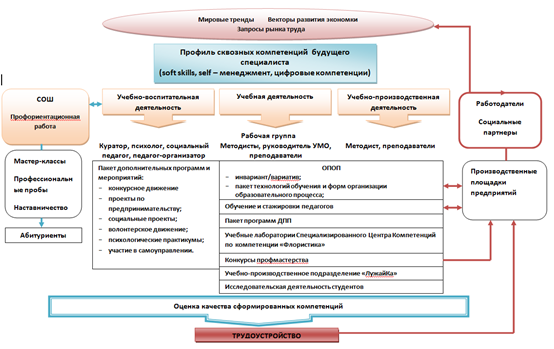 Мировые тренды Векторы развития экономки
Запросы рынка труда
Профиль сквозных компетенций будущего
специалиста
(soft skills, self – менеджмент, цифровые компетенции)
СОШ
Профориентационная
работа
Учебно-воспитательная
деятельность
Учебная деятельность
Учебно-производственная
деятельность
Работодатели
Социальные
партнеры
Мастер-классы
Профессиональн
ые пробы
Наставничество
Абитуриенты
Куратор, психолог, социальный
педагог, педагог-организатор
Рабочая группа
Методисты, руководитель УМО,
преподаватели
Методист, преподаватели
Пакет дополнительных программ и
мероприятий:
- конкурсное движение
- проекты по
предпринимательству;
- социальные проекты;
- волонтерское движение;
- психологические практикумы;
- участие в самоуправлении.
ОПОП
- инвариант/вариатив;
- пакет технологий обучения и форм организации
образовательного процесса;
Обучение и стажировки педагогов
Пакет программ ДПП
Учебные лаборатории Специализированного Центра Компетенций
по компетенции «Флористика»
Конкурсы профмастерства
Учебно-производственное подразделение «ЛужайКа»
Исследовательская деятельность студентов
Производственные
площадки
предприятий
Оценка качества сформированных компетенций
ТРУДОУСТРОЙСТВО